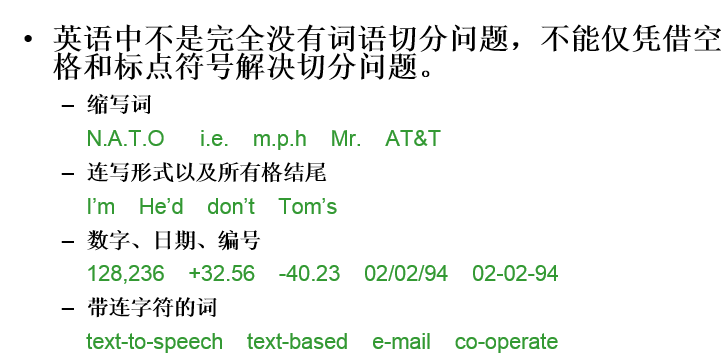 • 英语中不是完全没有词语切分问题，不能仅凭借空
格和标点符号解决切分问题。
– 缩写词
N.A.T.O i.e. m.p.h Mr. AT&T
– 连写形式以及所有格结尾
I’m He’d don’t Tom’s
– 数字、日期、编号
128,236 +32.56 -40.23 02/02/94 02-02-94
– 带连字符的词
text-to-speech text-based e-mail co-operate